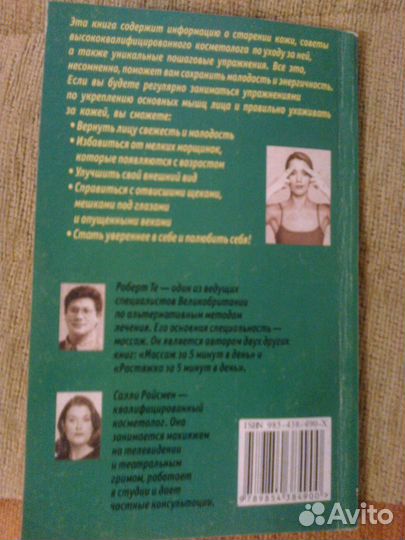 Эта книга содержит информацию о старении кожи, советы
высококвалифицированного косметолога по уходу за ней,
а также уникальные пошаговые упражнения. Все это,
несомненно, поможет вам сохранить молодость и энергичность.
Если вы будете регулярно заниматься упражнениями
по укреплению основных мышц лица и правильно ухаживать
за кожей, вы сможете:
• Вернуть лицу свежесть и молодость
• Избавиться от мелких морщинок,
которые появляются с возрастом
• Улучшить свой внешний вид
• Справиться с отвисшими щеками,
мешками под глазами
и опущенными веками
• Стать увереннее в себе и полюбить себя!
Роберт Те — один из ведущих
специалистов Великобритании
по альтернативным методам
лечения. Его основная специальность —
массаж. Он является автором двух других
книг: «Массаж за 5 минут в день» и
«Растяжка за 5 минут в день».
Салли Ройсмен —
квалифицированный
косметолог. Она
занимается макияжем
на телевидении
и театральным
гримом, работает
в студии и дает
частные консультации.
ISBN 985-438-490-X
9789854384900
Avito